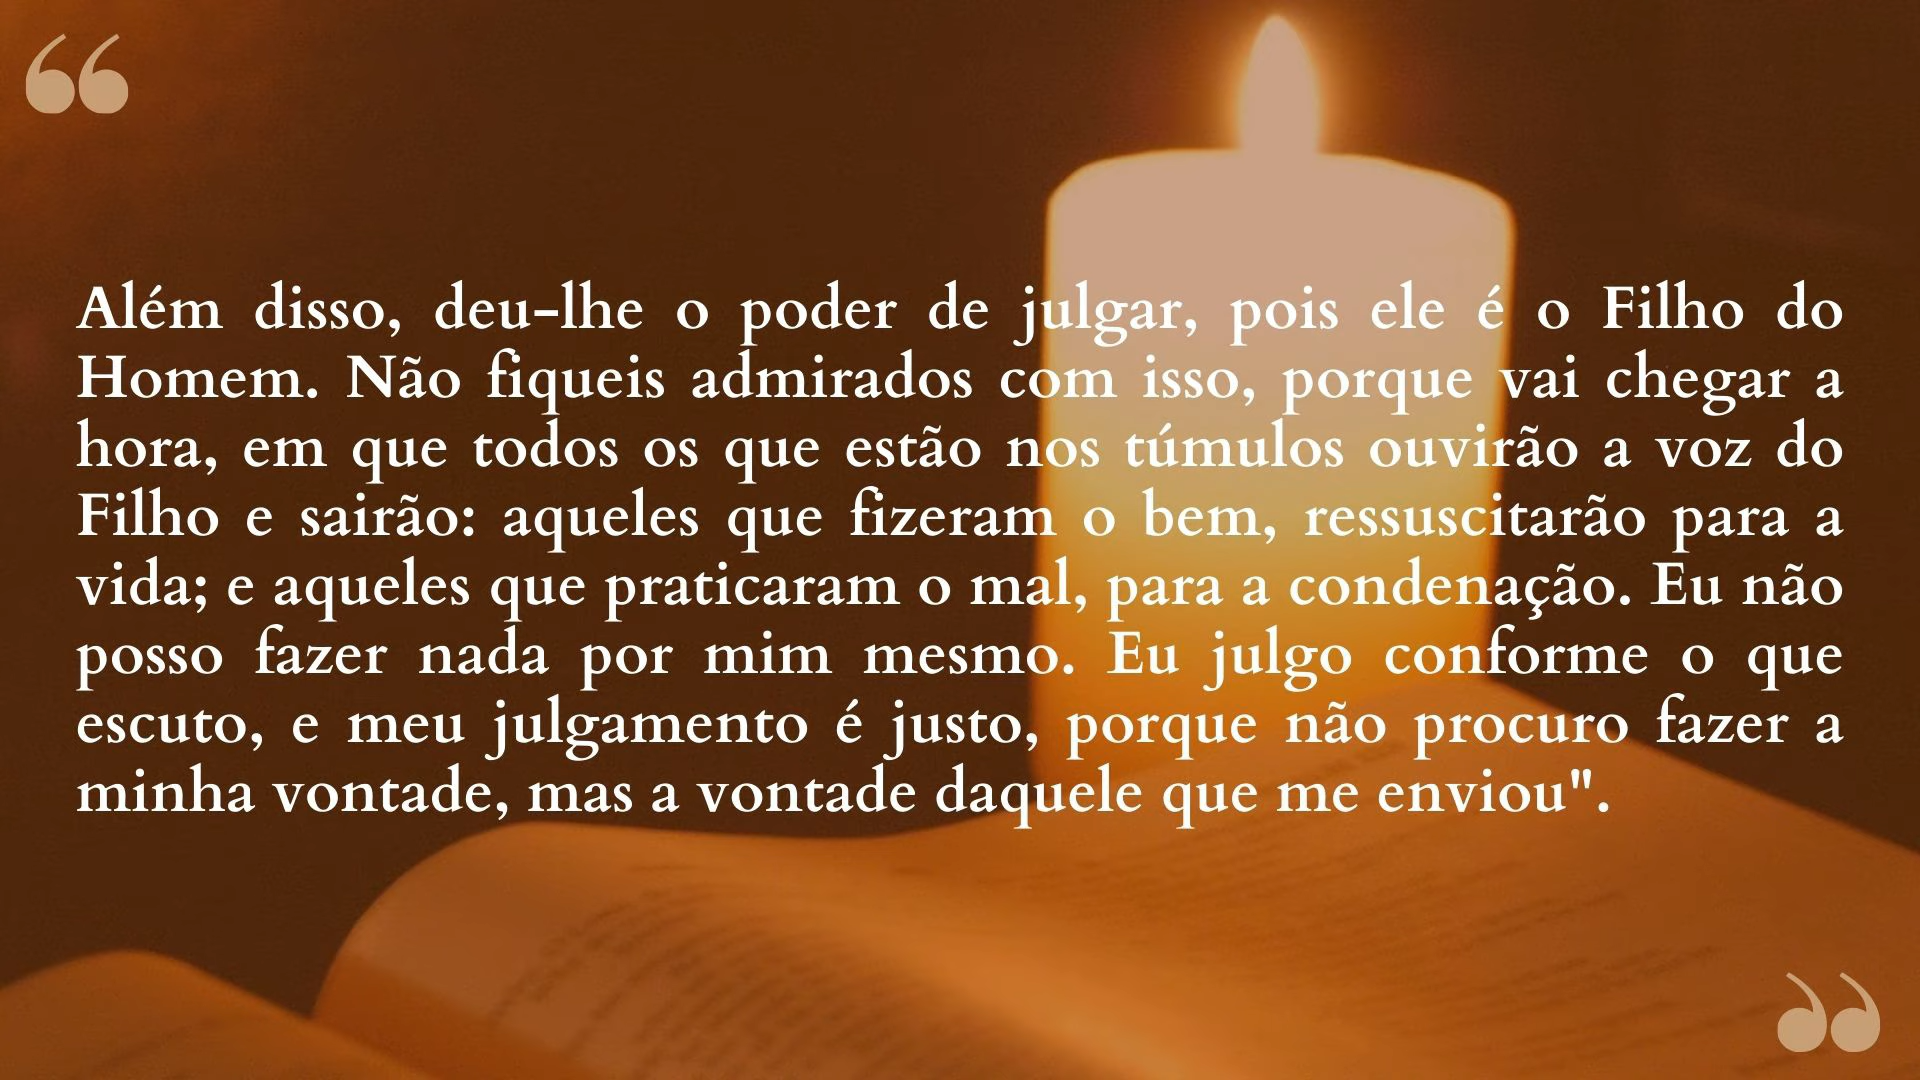 Além disso, deu-lhe o poder de julgar, pois ele é o Filho do
Homem. Não fiqueis admirados com isso, porque vai chegar a
hora, em que todos os que estão nos túmulos ouvirão a voz do
Filho e sairão: aqueles que fizeram o bem, ressuscitarão para a
vida; e aqueles que praticaram o mal, para a condenação. Eu não
posso fazer nada por mim mesmo. Eu julgo conforme o que
escuto, e meu julgamento é justo, porque não procuro fazer a
minha vontade, mas a vontade daquele que me enviou".